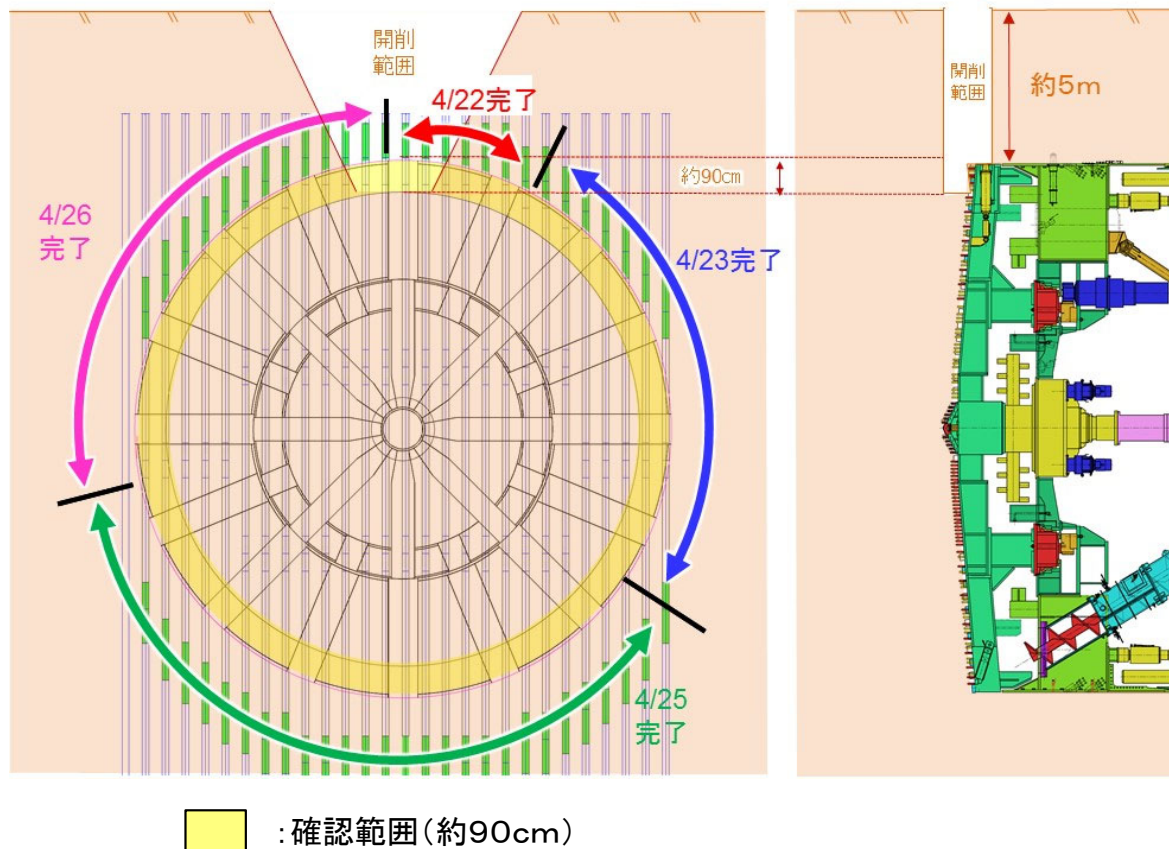 開削
範囲
4/22完了
開削
範囲
約5m
約90cm
4/26
完了
4/23完了
4/25
完了
:確認範囲(約90cm)